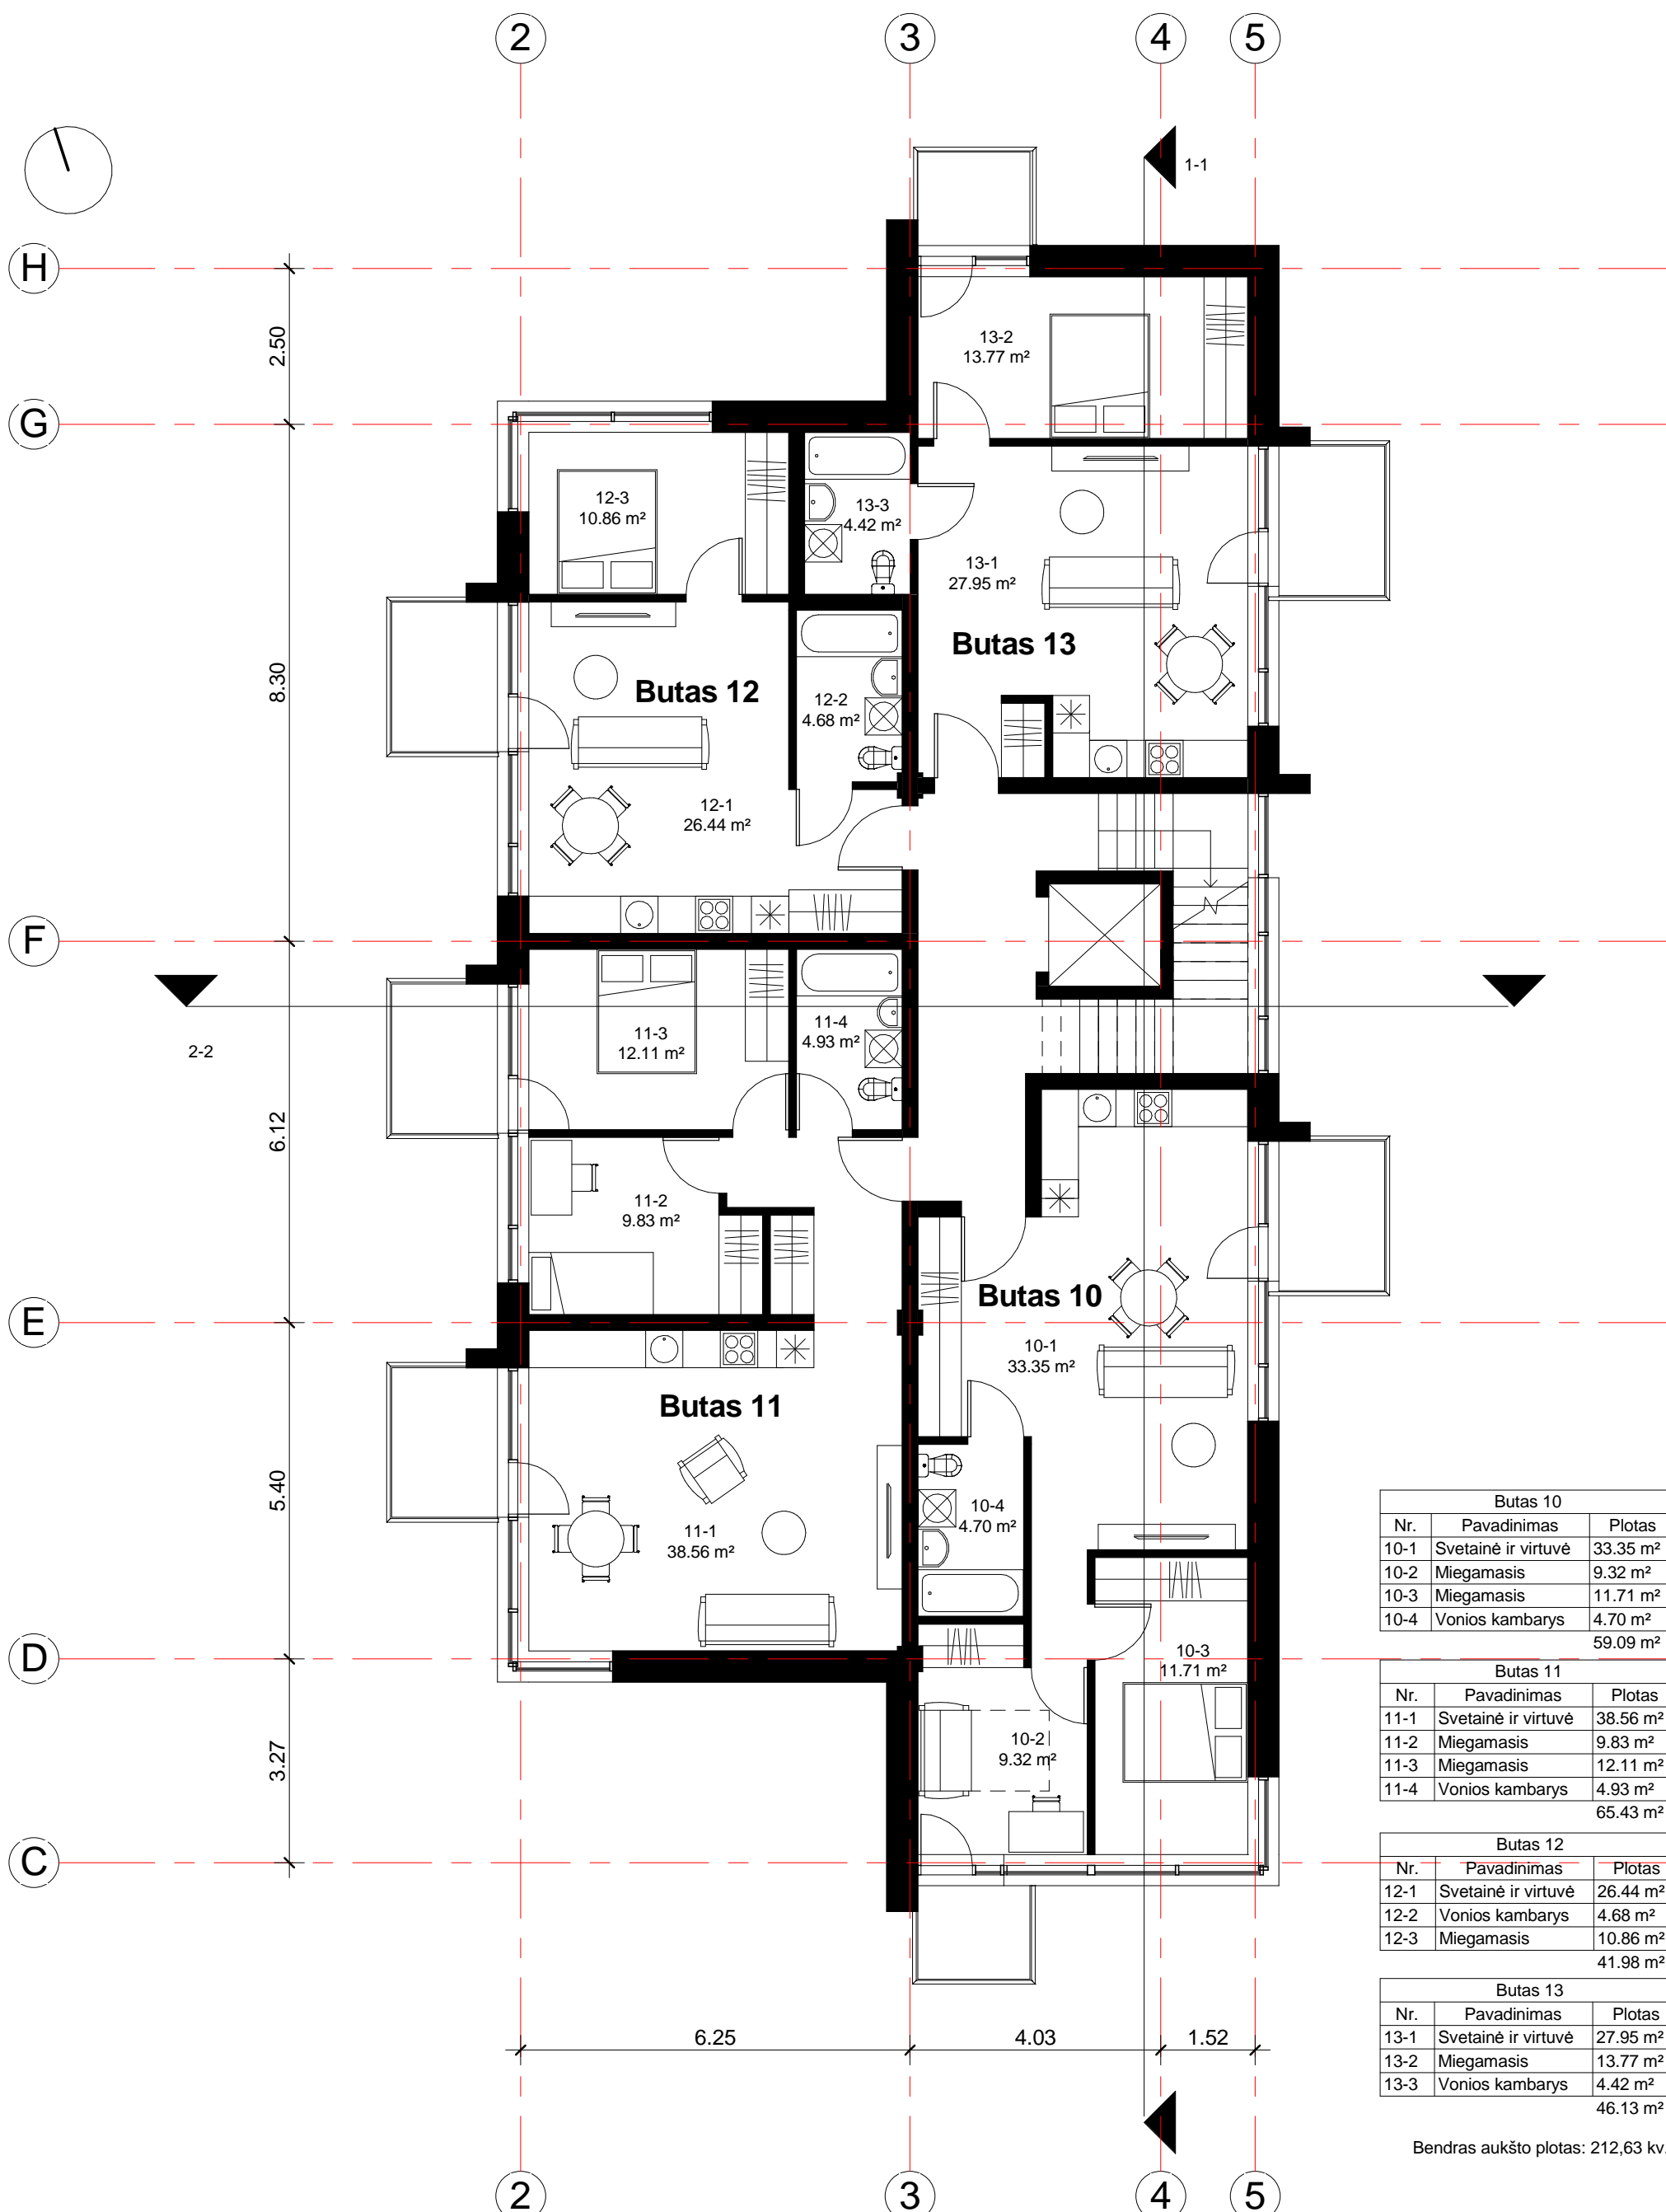 2 3 4 5
1-1
H
2.50
13-2
13.77 m²
G
12-3
10.86 m²
13-3
4.42 m²
13-1
27.95 m²
Butas 13
8.30
Butas 12
12-2
4.68 m²
12-1
26.44 m²
F
11-3
12.11 m²
11-4
4.93 m²
2-2
6.12
11-2
9.83 m²
Butas 10
E
10-1
33.35 m²
Butas 11
5.40
11-1
38.56 m²
10-4
4.70 m²
D
10-3
11.71 m²
3.27
10-2
9.32 m²
C
6.25 4.03 1.52
2 3 4 5
Butas 10
Nr. Pavadinimas Plotas
10-1 Svetainė ir virtuvė 33.35 m²
10-2 Miegamasis 9.32 m²
10-3 Miegamasis 11.71 m²
10-4 Vonios kambarys 4.70 m²
59.09 m²
Butas 11
Nr. Pavadinimas Plotas
11-1 Svetainė ir virtuvė 38.56 m²
11-2 Miegamasis 9.83 m²
11-3 Miegamasis 12.11 m²
11-4 Vonios kambarys 4.93 m²
65.43 m²
Butas 12
Nr. Pavadinimas Plotas
12-1 Svetainė ir virtuvė 26.44 m²
12-2 Vonios kambarys 4.68 m²
12-3 Miegamasis 10.86 m²
41.98 m²
Butas 13
Nr. Pavadinimas Plotas
13-1 Svetainė ir virtuvė 27.95 m²
13-2 Miegamasis 13.77 m²
13-3 Vonios kambarys 4.42 m²
46.13 m²
Bendras aukšto plotas: 212,63 kv.